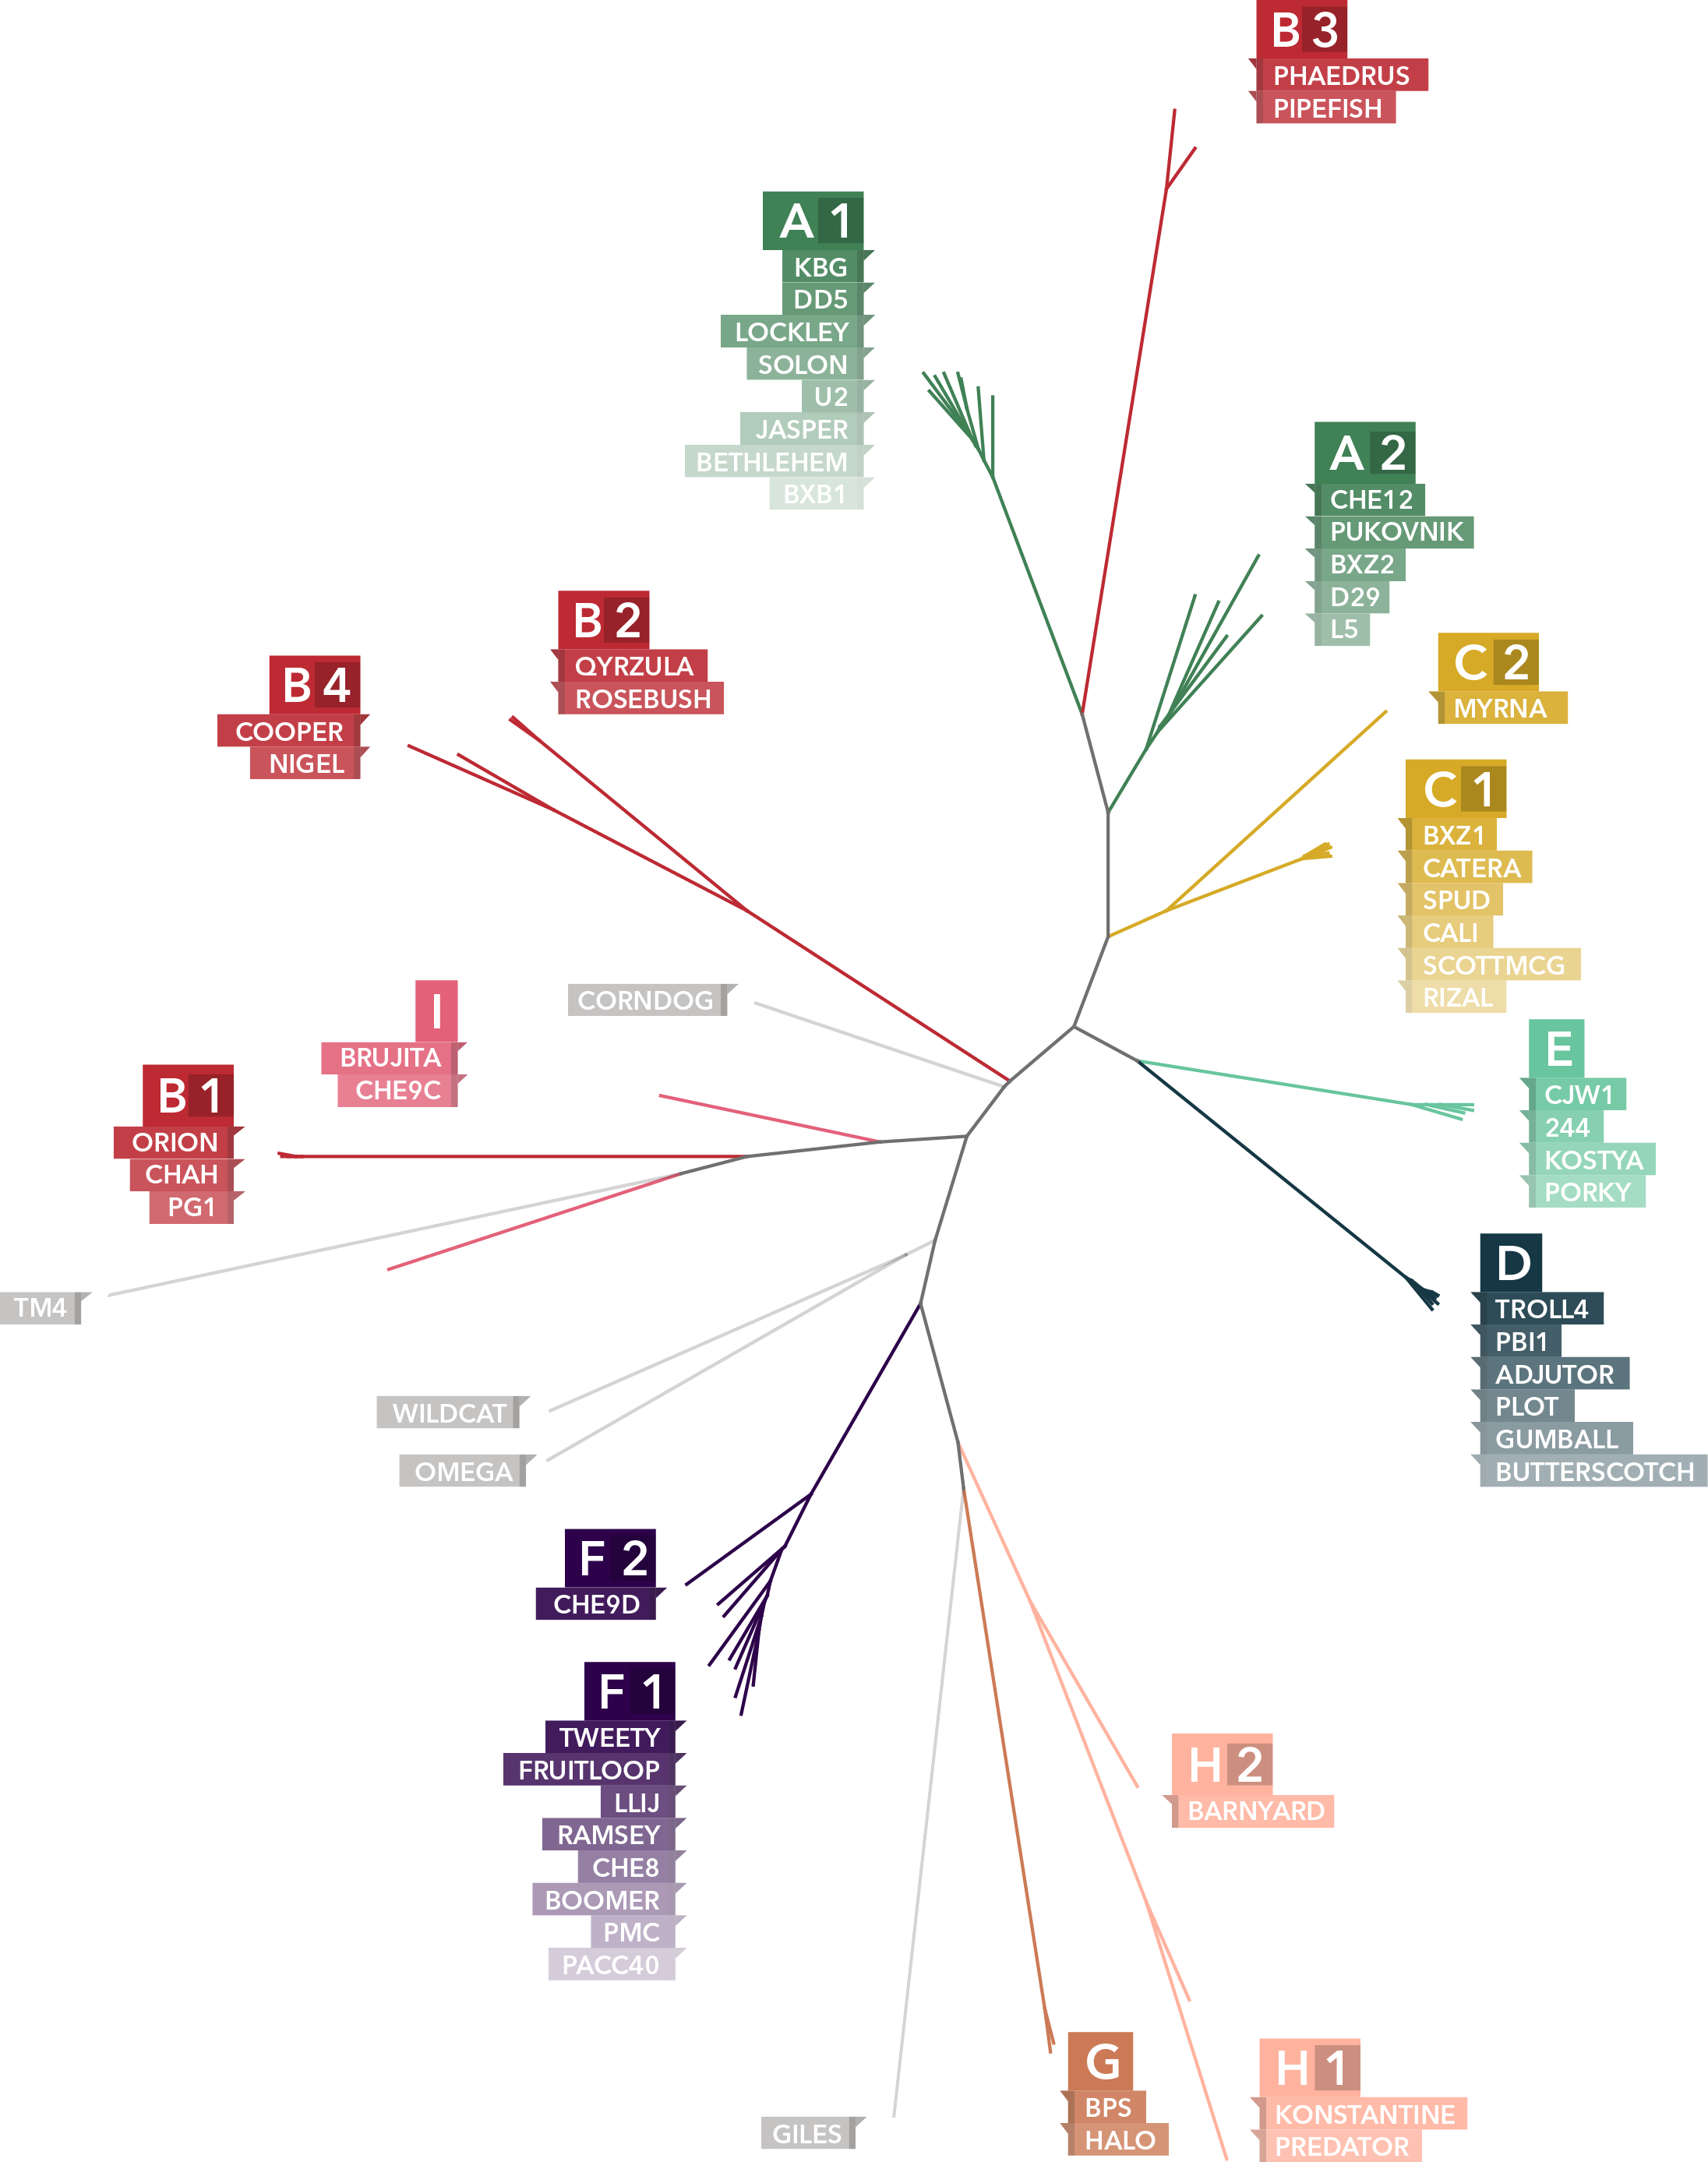 B 3
PHAEDRUS
PIPEFISH
A 1
KBG
DD5
LOCKLEY
SOLON
U2
JASPER
BETHLEHEM
BXB1
A 2
CHE12
PUKOVNIK
BXZ2
D29
L5
B 2
QYRZULA
ROSEBUSH
B 4
COOPER
NIGEL
C 2
MYRNA
C 1
BXZ1
CATERA
SPUD
CALI
SCOTTMCG
RIZAL
CORNDOG
I
BRUJITA
CHE9C
B 1
ORION
CHAH
PG1
E
CJW1
244
KOSTYA
PORKY
D
TROLL4
PBI1
ADJUTOR
PLOT
GUMBALL
BUTTERSCOTCH
TM4
WILDCAT
OMEGA
F 2
CHE9D
F 1
TWEETY
FRUITLOOP
LLIJ
RAMSEY
CHE8
BOOMER
PMC
PACC40
H 2
BARNYARD
G
BPS
HALO
H 1
KONSTANTINE
PREDATOR
GILES